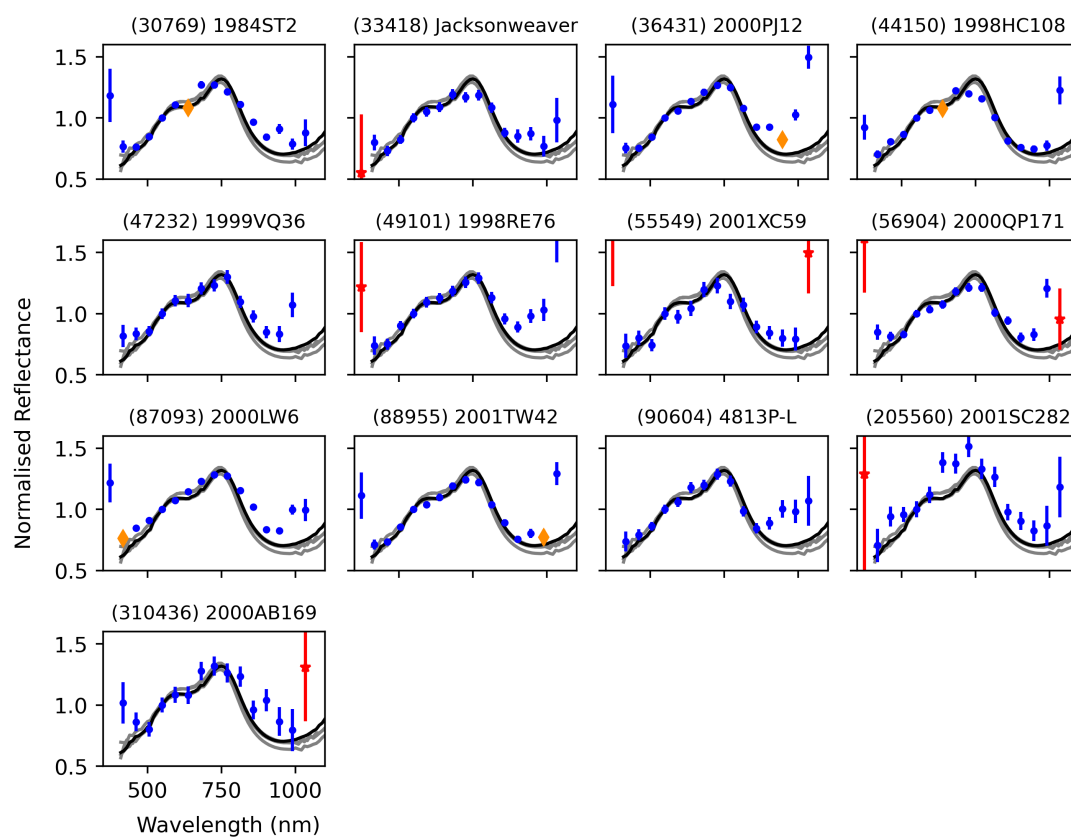 (30769) 1984ST2
(33418) Jacksonweaver
(36431) 2000PJ12
(44150) 1998HC108
1.5
1.0
0.5
(47232) 1999VQ36
(49101) 1998RE76
(55549) 2001XC59
(56904) 2000QP171
1.5
1.0
0.5
Normalised Reflectance
(87093) 2000LW6
(88955) 2001TW42
(90604) 4813P-L
(205560) 2001SC282
1.5
1.0
0.5
(310436) 2000AB169
1.5
1.0
0.5
500 750 1000
Wavelength (nm)